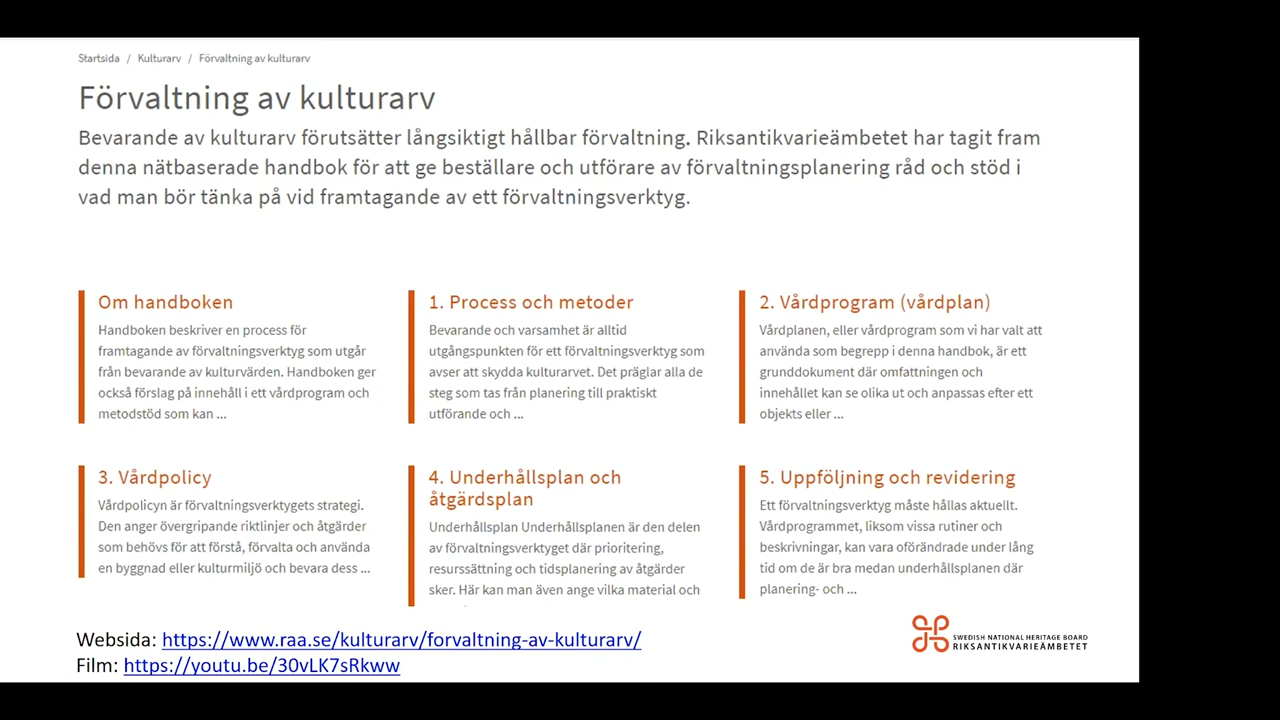 Startsida / Kulturarv / Förvaltning av kulturarv
Förvaltning av kulturarv
Bevarande av kulturarv förutsätter långsiktigt hållbar förvaltning. Riksantikvarieämbetet har tagit fram
denna nätbaserade handbok för att ge beställare och utförare av förvaltningsplanering råd och stöd i
vad man bör tänka på vid framtagande av ett förvaltningsverktyg.
Om handboken
Handboken beskriver en process för
framtagande av förvaltningsverktyg som utgår
från bevarande av kulturvärden. Handboken ger
också förslag på innehåll i ett vårdprogram och
metodstöd som kan ...
1. Process och metoder
Bevarande och varsamhet är alltid
utgångspunkten för ett förvaltningsverktyg som
avser att skydda kulturarvet. Det präglar alla de
steg som tas från planering till praktiskt
utförande och ...
2. Vårdprogram (vårdplan)
Vårdplanen, eller vårdprogram som vi har valt att
använda som begrepp i denna handbok, är ett
grunddokument där omfattningen och
innehållet kan se olika ut och anpassas efter ett
objekts eller ...
3. Vårdpolicy
Vårdpolicyn är förvaltningsverktygets strategi.
Den anger övergripande riktlinjer och åtgärder
som behövs för att förstå, förvalta och använda
en byggnad eller kulturmiljö och bevara dess ...
4. Underhållsplan och
åtgärdsplan
Underhållsplan Underhållsplanen är den delen
av förvaltningsverktyget där prioritering,
resurssättning och tidsplanering av åtgärder
sker. Här kan man även ange vilka material och
5. Uppföljning och revidering
Ett förvaltningsverktyg måste hållas aktuellt.
Vårdprogrammet, liksom vissa rutiner och
beskrivningar, kan vara oförändrade under lång
tid om de är bra medan underhållsplanen där
planering- och ...
Websida: https://www.raa.se/kulturarv/forvaltning-av-kulturarv/
Film: https://youtu.be/30vLK7sRkww
SWEDISH NATIONAL HERITAGE BOARD
RIKSANTIKVARIEÄMBETET